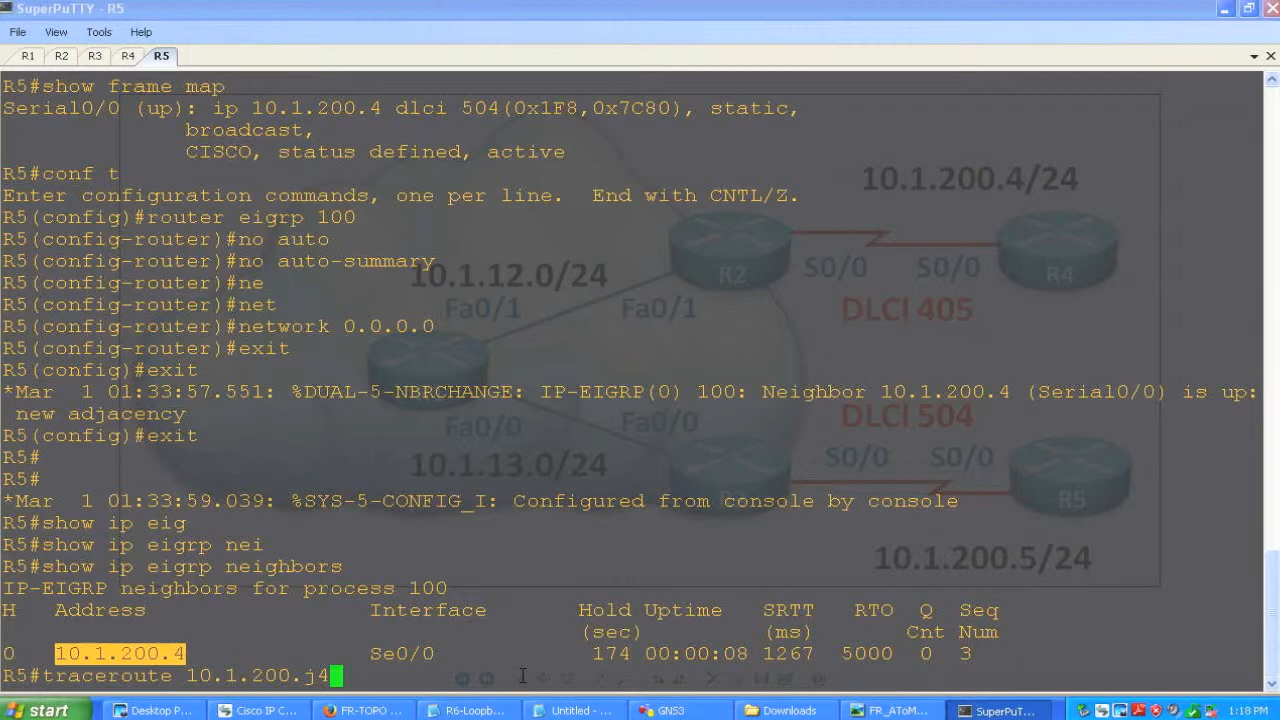 SuperPuTTY - R5
File View Tools Help
R1 R2 R3 R4 R5
R5#show frame map
Serial0/0 (up): ip 10.1.200.4 dlci 504(0x1F8,0x7C80), static,
broadcast,
CISCO, status defined, active
R5#conf t
Enter configuration commands, one per line.  End with CNTL/Z.
R5(config)#router eigrp 100
R5(config-router)#no auto
R5(config-router)#no auto-summary
R5(config-router)#ne
R5(config-router)#net
R5(config-router)#network 0.0.0.0
R5(config-router)#exit
R5(config)#exit
*Mar  1 01:33:57.551: %DUAL-5-NBRCHANGE: IP-EIGRP(0) 100: Neighbor 10.1.200.4 (Serial0/0) is up:
new adjacency
R5(config)#exit
R5#
R5#
*Mar  1 01:33:59.039: %SYS-5-CONFIG_I: Configured from console by console
R5#show ip eig
R5#show ip eigrp nei
R5#show ip eigrp neighbors
IP-EIGRP neighbors for process 100
H Address Interface Hold Uptime SRTT RTO Q Seq
(sec) (ms) Cnt Num
0 10.1.200.4 Se0/0 174 00:00:08 1267 5000 0 3
R5#traceroute 10.1.200.j4
10.1.200.4/24
R2
S0/0
S0/0
R4
10.1.12.0/24
Fa0/1
Fa0/1
DLCI 405
Fa0/0
Fa0/0
DLCI 504
10.1.13.0/24
S0/0
S0/0
R5
10.1.200.5/24
start
Desktop P...
Cisco IP C...
FR-TOPO ...
R6-Loopb...
Untitled - ...
GNS3
Downloads
FR_AToM...
SuperPuT...
1:18 PM